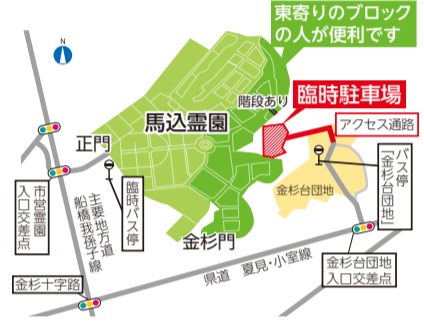 東寄りのブロック
の人が便利です
N
階段あり
臨時駐車場
馬込霊園
アクセス通路
正門
バス停
「金杉台団地」
臨時バス停
市営霊園
入口交差点
主要地方道
船橋我孫子線
金杉台団地
金杉門
県道 夏見・小室線
金杉台団地
入口交差点
金杉十字路